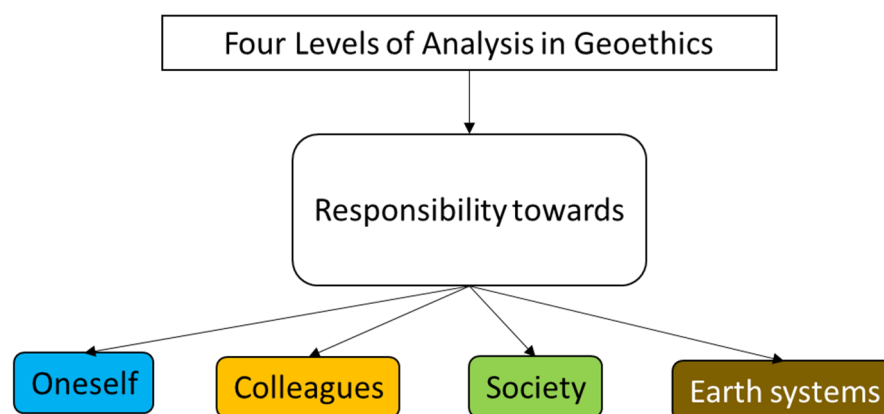 Four Levels of Analysis in Geoethics
Responsibility towards
Oneself
Colleagues
Society
Earth systems